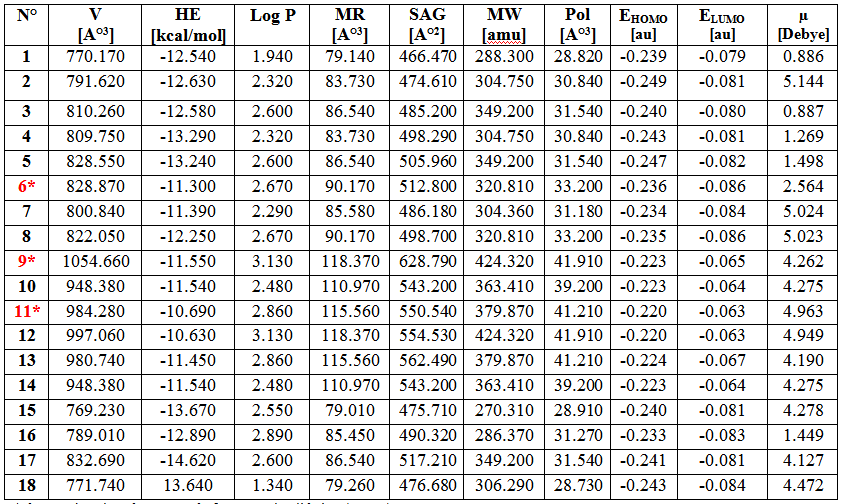 N° V HE Log P MR SAG MW Pol EHOMO ELUMO µ
[A°³] [kcal/mol] [A°³] [A°²] [amu] [A°³] [au] [au] [Debye]
1 770.170 -12.540 1.940 79.140 466.470 288.300 28.820 -0.239 -0.079 0.886
2 791.620 -12.630 2.320 83.730 474.610 304.750 30.840 -0.249 -0.081 5.144
3 810.260 -12.580 2.600 86.540 485.200 349.200 31.540 -0.240 -0.080 0.887
4 809.750 -13.290 2.320 83.730 498.290 304.750 30.840 -0.243 -0.081 1.269
5 828.550 -13.240 2.600 86.540 505.960 349.200 31.540 -0.247 -0.082 1.498
6* 828.870 -11.300 2.670 90.170 512.800 320.810 33.200 -0.236 -0.086 2.564
7 800.840 -11.390 2.290 85.580 486.180 304.360 31.180 -0.234 -0.084 5.024
8 822.050 -12.250 2.670 90.170 498.700 320.810 33.200 -0.235 -0.086 5.023
9* 1054.660 -11.550 3.130 118.370 628.790 424.320 41.910 -0.223 -0.065 4.262
10 948.380 -11.540 2.480 110.970 543.200 363.410 39.200 -0.223 -0.064 4.275
11* 984.280 -10.690 2.860 115.560 550.540 379.870 41.210 -0.220 -0.063 4.963
12 997.060 -10.630 3.130 118.370 554.530 424.320 41.910 -0.220 -0.063 4.949
13 980.740 -11.450 2.860 115.560 562.490 379.870 41.210 -0.224 -0.067 4.190
14 948.380 -11.540 2.480 110.970 543.200 363.410 39.200 -0.223 -0.064 4.275
15 769.230 -13.670 2.550 79.010 475.710 270.310 28.910 -0.240 -0.081 4.278
16 789.010 -12.890 2.890 85.450 490.320 286.370 31.270 -0.233 -0.083 1.449
17 832.690 -14.620 2.600 86.540 517.210 349.200 31.540 -0.241 -0.081 4.127
18 771.740 13.640 1.340 79.260 476.680 306.290 28.730 -0.243 -0.084 4.472